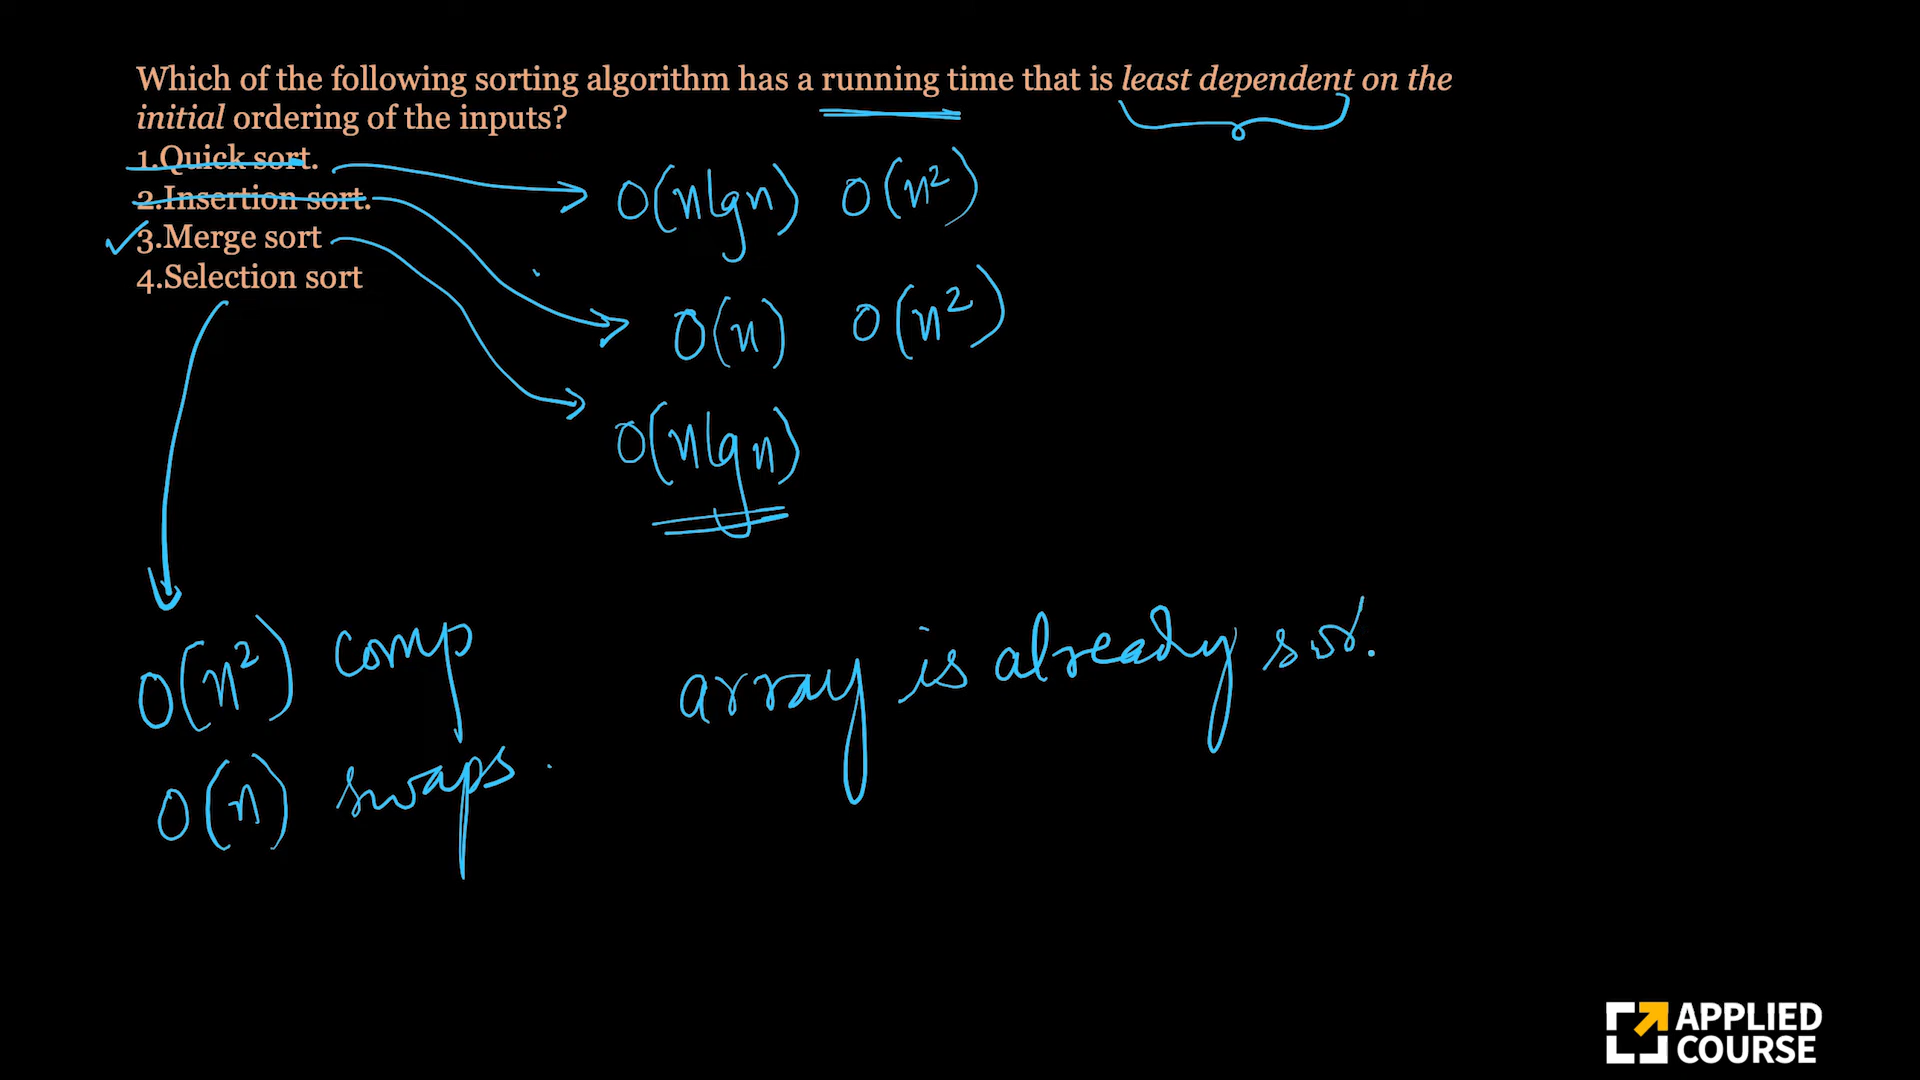 Which of the following sorting algorithm has a running time that is least dependent on the
initial ordering of the inputs?
1.Quick sort.
2.Insertion sort.
3.Merge sort
4.Selection sort
O(nlgn) O(n²)
O(n) O(n²)
O(nlgn)
O(n²) comp
O(n) swaps.
array is already sor.
APPLIED
COURSE